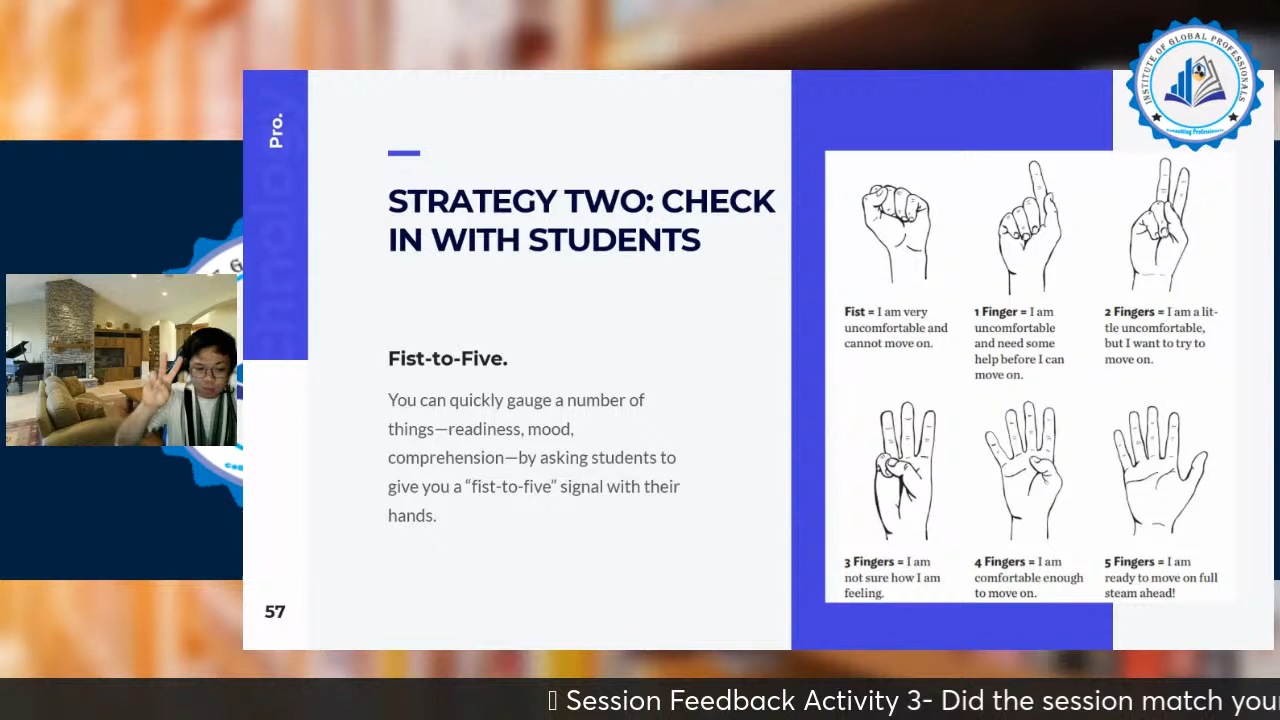 Pro.
INSTITUTE OF GLOBAL PROFESSIONALS
Connecting Professionals
STRATEGY TWO: CHECK
IN WITH STUDENTS
Fist-to-Five.
You can quickly gauge a number of
things—readiness, mood,
comprehension—by asking students to
give you a “fist-to-five” signal with their
hands.
57
Fist = I am very
uncomfortable and
cannot move on.
1 Finger = I am
uncomfortable
and need some
help before I can
move on.
2 Fingers = I am a lit-
tle uncomfortable,
but I want to try to
move on.
3 Fingers = I am
not sure how I am
feeling.
4 Fingers = I am
comfortable enough
to move on.
5 Fingers = I am
ready to move on full
steam ahead!
Session Feedback Activity 3- Did the session match your